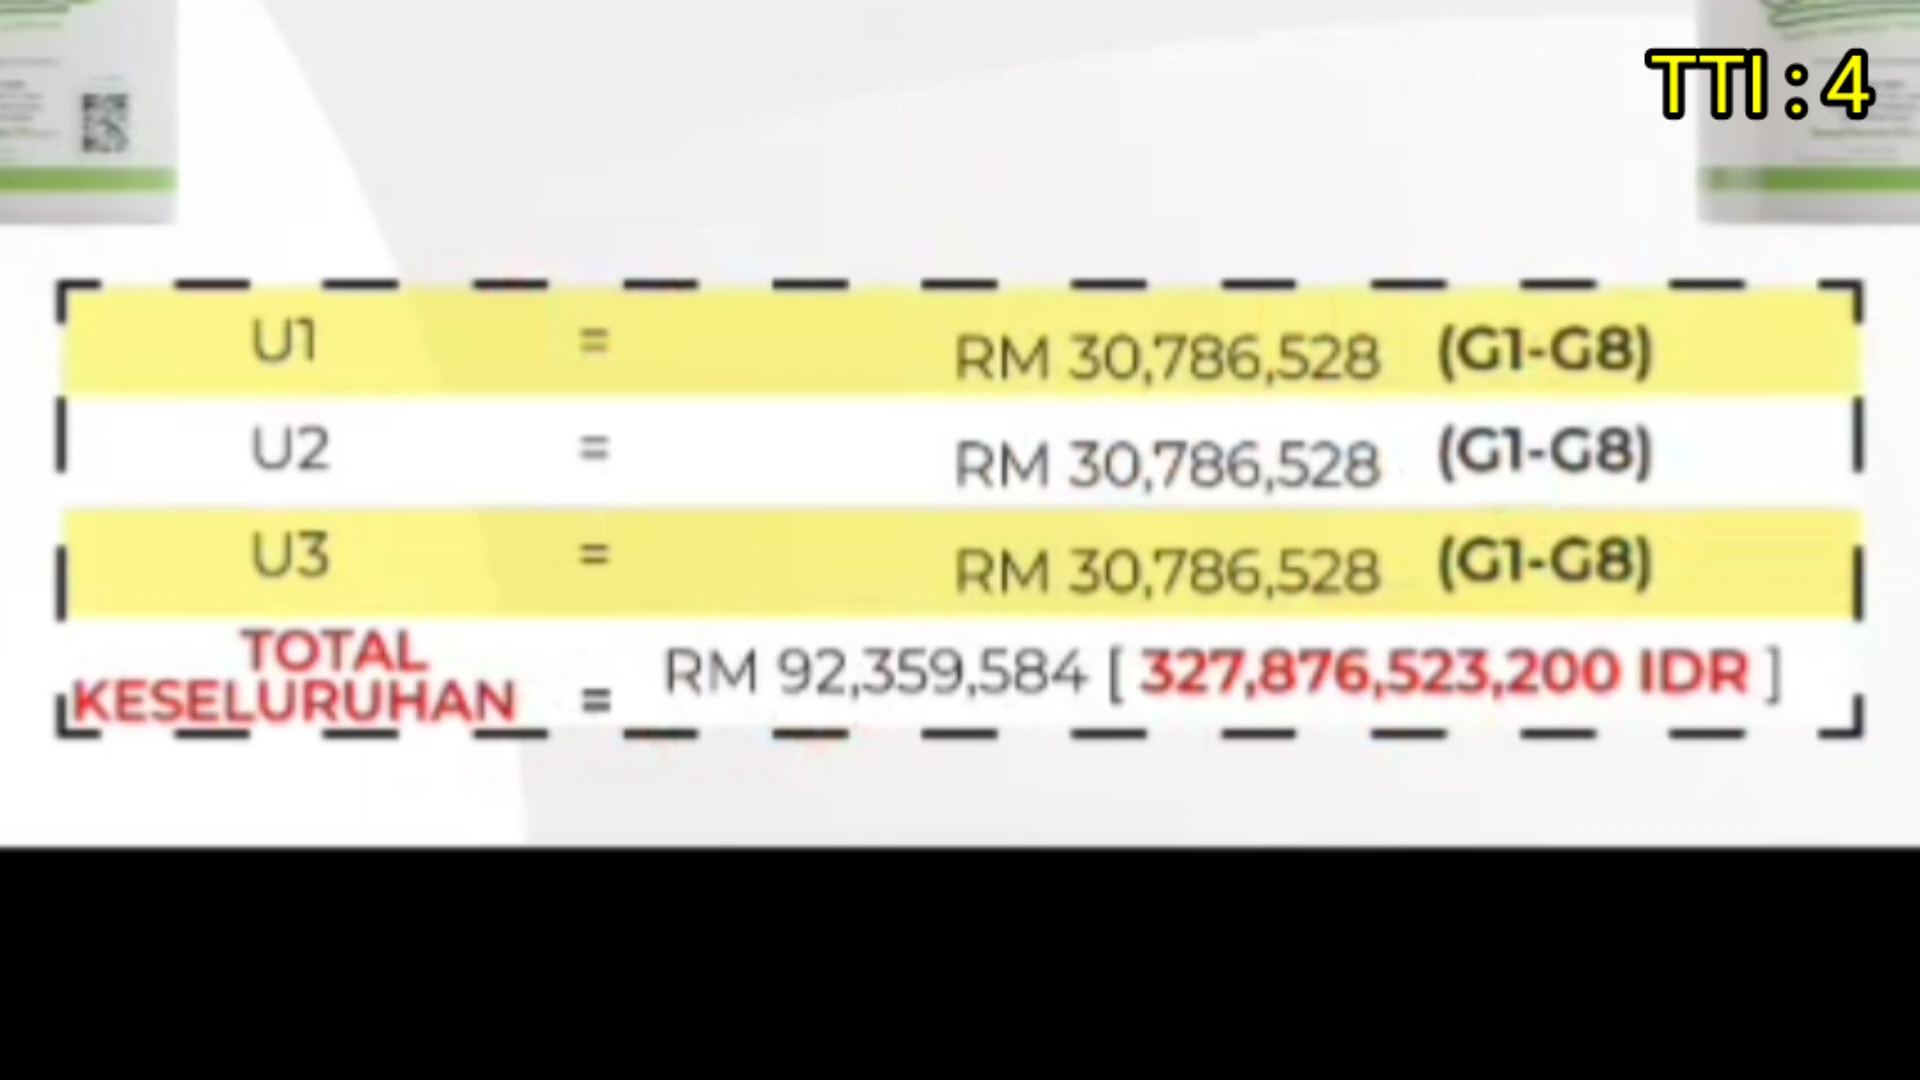 TTI:4
U1 = RM 30,786,528 (G1-G8)
U2 = RM 30,786,528 (G1-G8)
U3 = RM 30,786,528 (G1-G8)
TOTAL
KESELURUHAN = RM 92,359,584 [ 327,876,523,200 IDR ]